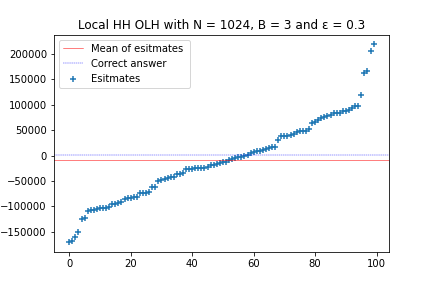 Local HH OLH with N = 1024, B = 3 and ε = 0.3
Mean of esitmates
Correct answer
Esitmates
200000
150000
100000
50000
0
−50000
−100000
−150000
0 20 40 60 80 100